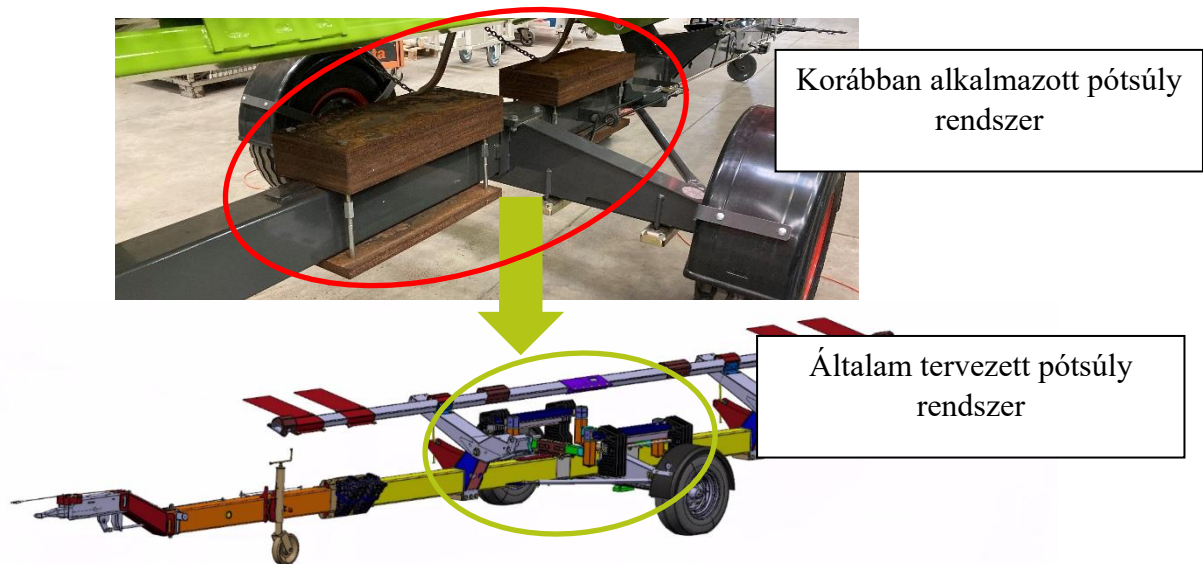 Korábban alkalmazott pótsúly
rendszer
Általam tervezett pótsúly
rendszer